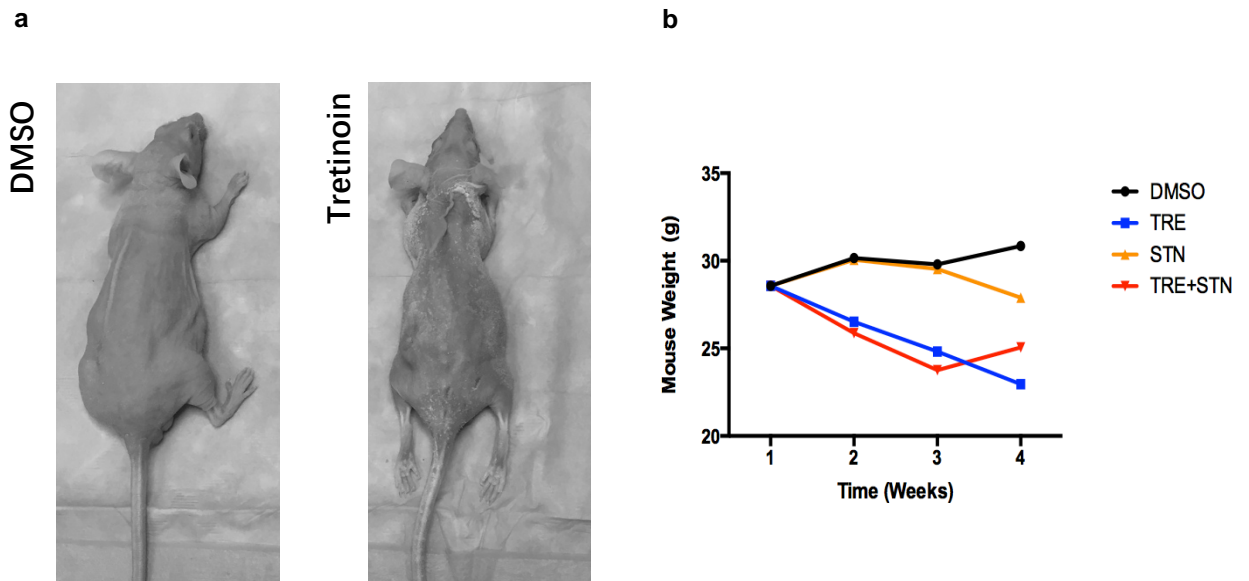 a
DMSO
Tretinoin
b
Mouse Weight (g)
35
30
25
20
1 2 3 4
Time (Weeks)
DMSO
TRE
STN
TRE+STN